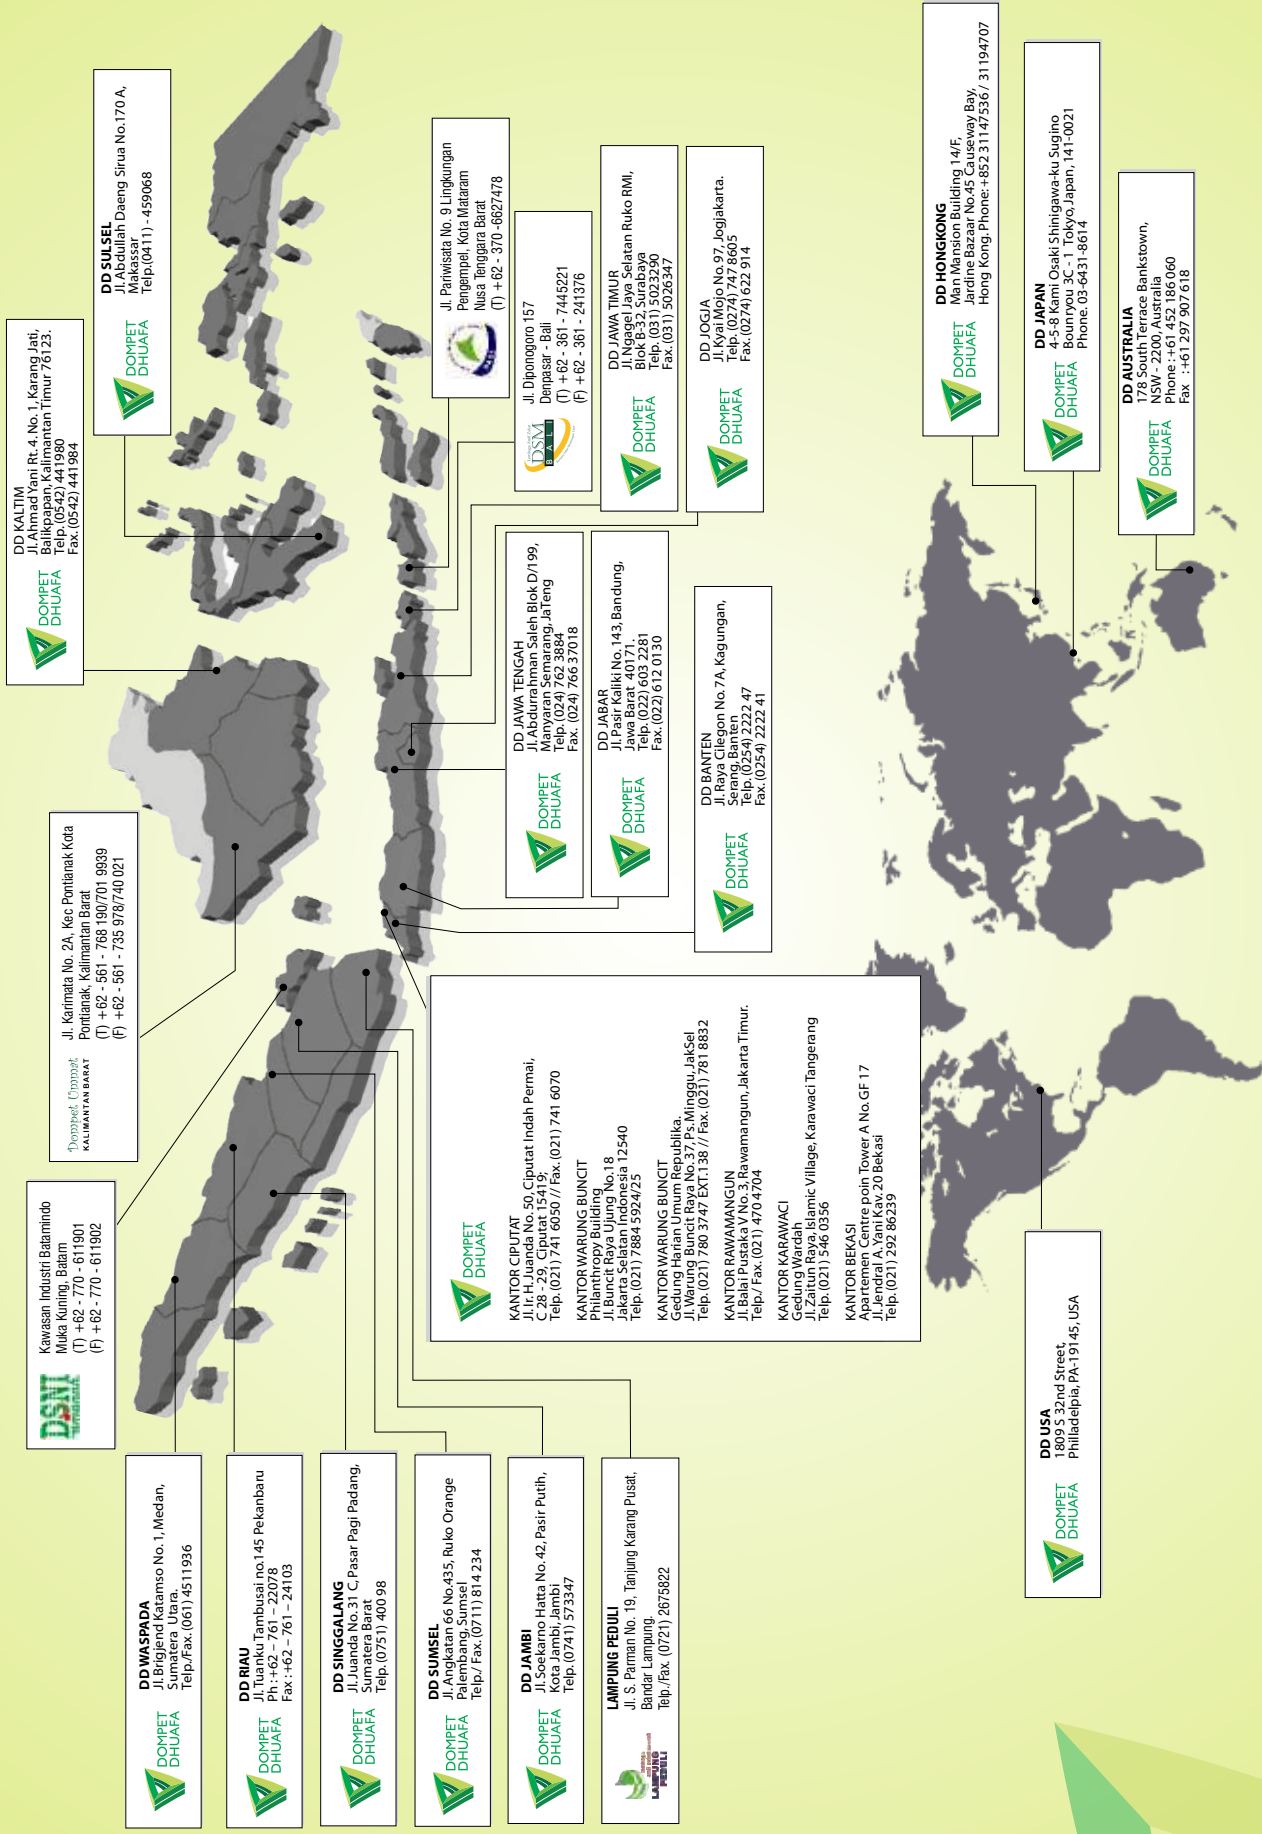 DOMPET
DHUAFA
DD WASPADA
Jl. Brigjend Katamso No. 1, Medan,
Sumatera Utara.
Telp./Fax. (061) 4511936
DOMPET
DHUAFA
DD RIAU
Jl. Tuanku Tambusai no.145 Pekanbaru
Ph : +62 – 761 – 22078
Fax : +62 – 761 – 24103
DOMPET
DHUAFA
DD SINGGALANG
Jl. Juanda No. 31 C, Pasar Pagi Padang,
Sumatera Barat
Telp. (0751) 400 98
DOMPET
DHUAFA
DD SUMSEL
Jl. Angkatan 66 No.435, Ruko Orange
Palembang, Sumsel
Telp./ Fax. (0711) 814 234
DOMPET
DHUAFA
DD JAMBI
Jl. Soekarno Hatta No. 42, Pasir Putih,
Kota Jambi, Jambi
Telp. (0741) 573347
LAMPUNG
PEDULI
LAMPUNG PEDULI
Jl. S. Parman No. 19, Tanjung Karang Pusat,
Bandar Lampung.
Telp./Fax. (0721) 2675822
DSNI
Kawasan Industri Batamindo
Muka Kuning, Batam
(T) +62 - 770 - 611901
(F) +62 - 770 - 611902
Dompet Ummat
KALIMANTAN BARAT
Jl. Karimata No. 2A, Kec Pontianak Kota
Pontianak, Kalimantan Barat
(T) +62 - 561 - 768 190/701 9939
(F) +62 - 561 - 735 978/740 021
DOMPET
DHUAFA
DD KALTIM
Jl. Ahmad Yani Rt. 4. No. 1, Karang Jati,
Balikpapan, Kalimantan Timur 76123.
Telp. (0542) 441980
Fax. (0542) 441984
DOMPET
DHUAFA
DD SULSEL
Jl. Abdullah Daeng Sirua No.170 A,
Makassar
Telp.(0411) - 459068
Jl. Pariwisata No. 9 Lingkungan
Pengempel, Kota Mataram
Nusa Tenggara Barat
(T) +62 - 370 -6627478
DSM
BALI
Jl. Diponogoro 157
Denpasar - Bali
(T) +62 - 361 - 7445221
(F) +62 - 361 - 241376
DOMPET
DHUAFA
DD JAWA TIMUR
Jl. Ngagel Jaya Selatan Ruko RMI,
Blok B-32, Surabaya
Telp. (031) 5023290
Fax. (031) 5026347
DOMPET
DHUAFA
DD JOGJA
Jl. Kyai Mojo No. 97, Jogjakarta.
Telp. (0274) 747 8605
Fax. (0274) 622 914
DOMPET
DHUAFA
DD JAWA TENGAH
Jl. Abdurrahman Saleh Blok D/199,
Manyaran Semarang, JaTeng
Telp. (024) 762 3884
Fax. (024) 766 37018
DOMPET
DHUAFA
DD JABAR
Jl. Pasir Kaliki No. 143, Bandung,
Jawa Barat 40171.
Telp. (022) 603 2281
Fax. (022) 612 0130
DOMPET
DHUAFA
DD BANTEN
Jl. Raya Cilegon No. 7A, Kagungan,
Serang, Banten
Telp. (0254) 2222 47
Fax. (0254) 2222 41
DOMPET
DHUAFA
KANTOR CIPUTAT
Jl. Ir. H. Juanda No. 50, Ciputat Indah Permai,
C 28 - 29, Ciputat 15419;
Telp. (021) 741 6050 // Fax. (021) 741 6070
KANTOR WARUNG BUNCIT
Philanthropy Building
Jl. Buncit Raya Ujung No.18
Jakarta Selatan Indonesia 12540
Telp. (021) 7884 5924/25
KANTOR WARUNG BUNCIT
Gedung Harian Umum Republika.
Jl. Warung Buncit Raya No. 37, Ps. Minggu, JakSel
Telp. (021) 780 3747 EXT.138 // Fax. (021) 781 8832
KANTOR RAWAMANGUN
Jl. Balai Pustaka V No. 3, Rawamangun, Jakarta Timur.
Telp./ Fax. (021) 470 4704
KANTOR KARAWACI
Gedung Wardah
Jl. Zaitun Raya, Islamic Village, Karawaci Tangerang
Telp. (021) 546 0356
KANTOR BEKASI
Apartemen Centre poin Tower A No. GF 17
Jl. Jendral A. Yani Kav. 20 Bekasi
Telp. (021) 292 86239
DOMPET
DHUAFA
DD HONGKONG
Man Mansion Building 14/F,
Jardine Bazaar No.45 Causeway Bay,
Hong Kong. Phone: +852 31147536 / 31194707
DOMPET
DHUAFA
DD JAPAN
4-5-8 Kami Osaki Shinigawa-ku Sugino
Bounryou 3C - 1 Tokyo, Japan, 141-0021
Phone. 03-6431-8614
DOMPET
DHUAFA
DD AUSTRALIA
178 South Terrace Bankstown,
NSW - 2200, Australia
Phone : +61 452 186 060
Fax : +61 297 907 618
DOMPET
DHUAFA
DD USA
1809 S 32nd Street,
Philladelpia, PA-19145, USA